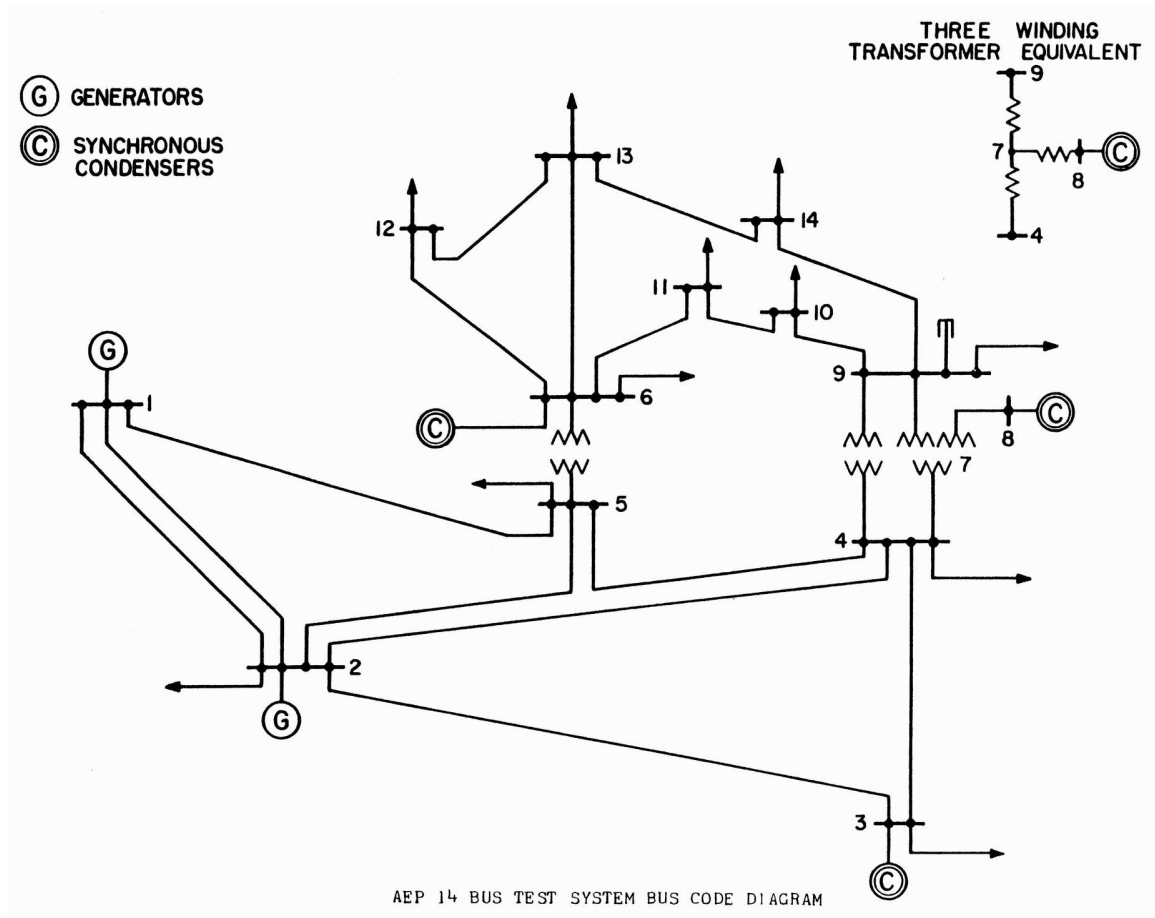 THREE WINDING
TRANSFORMER EQUIVALENT
9
7
C
8
4
G GENERATORS
C SYNCHRONOUS
CONDENSERS
13
12
14
11
10
G
1
9
6
C
C
8
7
5
4
2
G
3
C
AEP 14 BUS TEST SYSTEM BUS CODE DIAGRAM